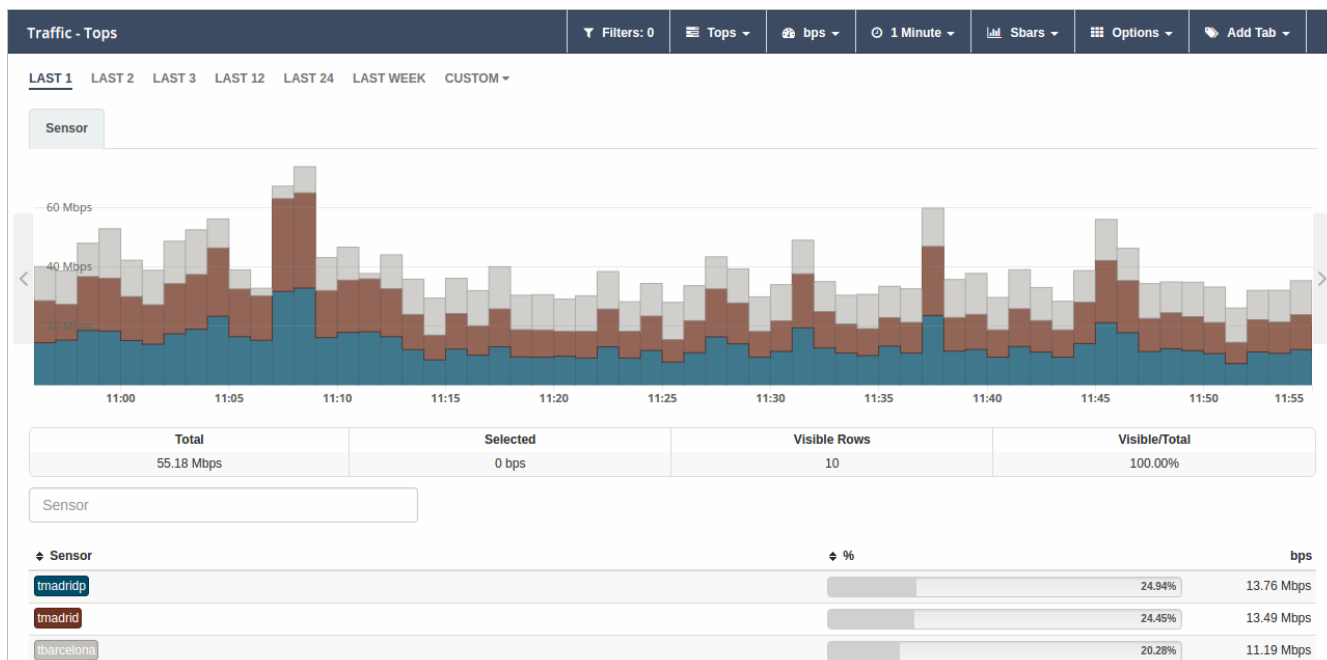 Traffic - Tops Filters: 0 Tops bps 1 Minute Sbars Options Add Tab
LAST 1 LAST 2 LAST 3 LAST 12 LAST 24 LAST WEEK CUSTOM
Sensor
60 Mbps
40 Mbps
20 Mbps
11:00 11:05 11:10 11:15 11:20 11:25 11:30 11:35 11:40 11:45 11:50 11:55
Total Selected Visible Rows Visible/Total
55.18 Mbps 0 bps 10 100.00%
Sensor
Sensor % bps
tmadridp 24.94% 13.76 Mbps
tmadrid 24.45% 13.49 Mbps
tbarcelona 20.28% 11.19 Mbps